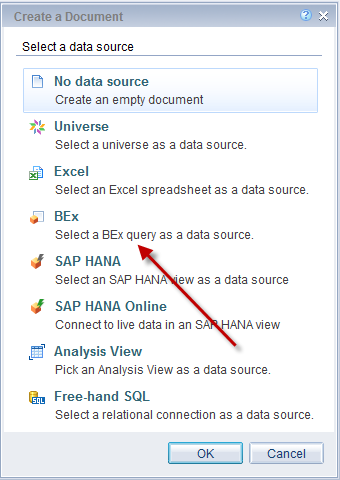 Create a Document
Select a data source
No data source
Create an empty document
Universe
Select a universe as a data source.
Excel
Select an Excel spreadsheet as a data source.
BEx
Select a BEx query as a data source.
SAP HANA
Select an SAP HANA view as a data source
SAP HANA Online
Connect to live data in an SAP HANA view
Analysis View
Pick an Analysis View as a data source.
Free-hand SQL
Select a relational connection as a data source.
OK
Cancel